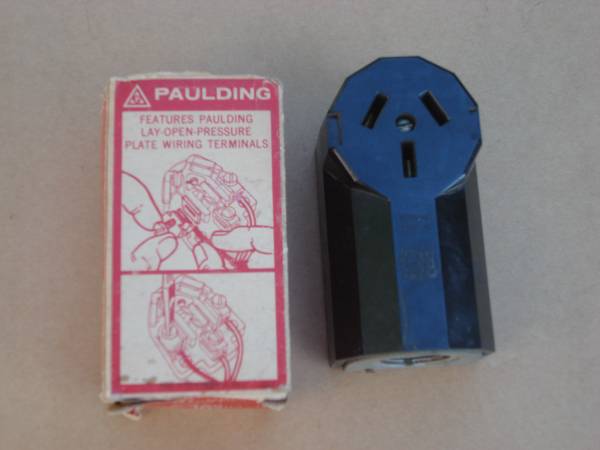 PAULDING
FEATURES PAULDING
LAY-OPEN-PRESSURE
PLATE WIRING TERMINALS